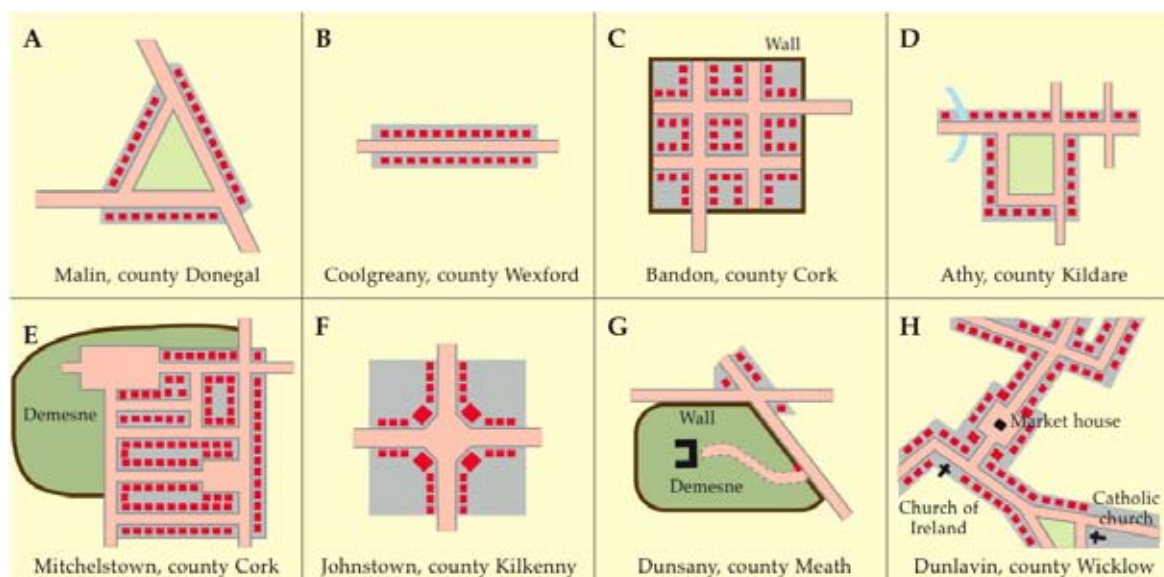 A
Malin, county Donegal
B
Coolgreany, county Wexford
C
Wall
Bandon, county Cork
D
Athy, county Kildare
E
Demesne
Mitchelstown, county Cork
F
Johnstown, county Kilkenny
G
Wall
Demesne
Dunsany, county Meath
H
Market house
Church of
Ireland
Catholic
church
Dunlavin, county Wicklow